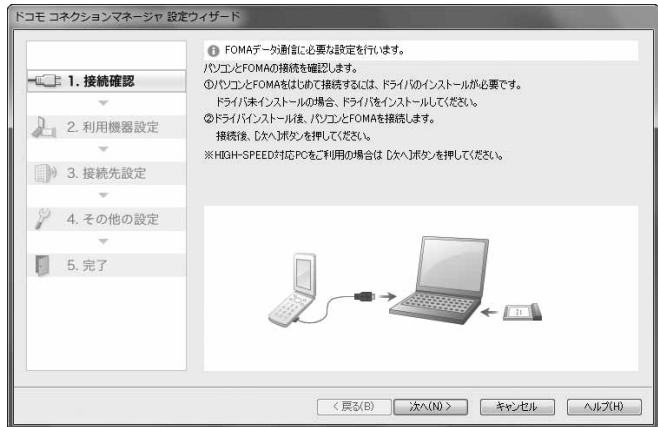 ドコモ コネクションマネージャ 設定ウィザード
1. 接続確認
2. 利用機器設定
3. 接続先設定
4. その他の設定
5. 完了
FOMAデータ通信に必要な設定を行います。
パソコンとFOMAの接続を確認します。
①パソコンとFOMAをはじめて接続するには、ドライバのインストールが必要です。
ドライバ未インストールの場合、ドライバをインストールしてください。
②ドライバインストール後、パソコンとFOMAを接続します。
接続後、[次へ]ボタンを押してください。
※HIGH-SPEED対応PCをご利用の場合は [次へ]ボタンを押してください。
< 戻る(B)
次へ(N) >
キャンセル
ヘルプ(H)